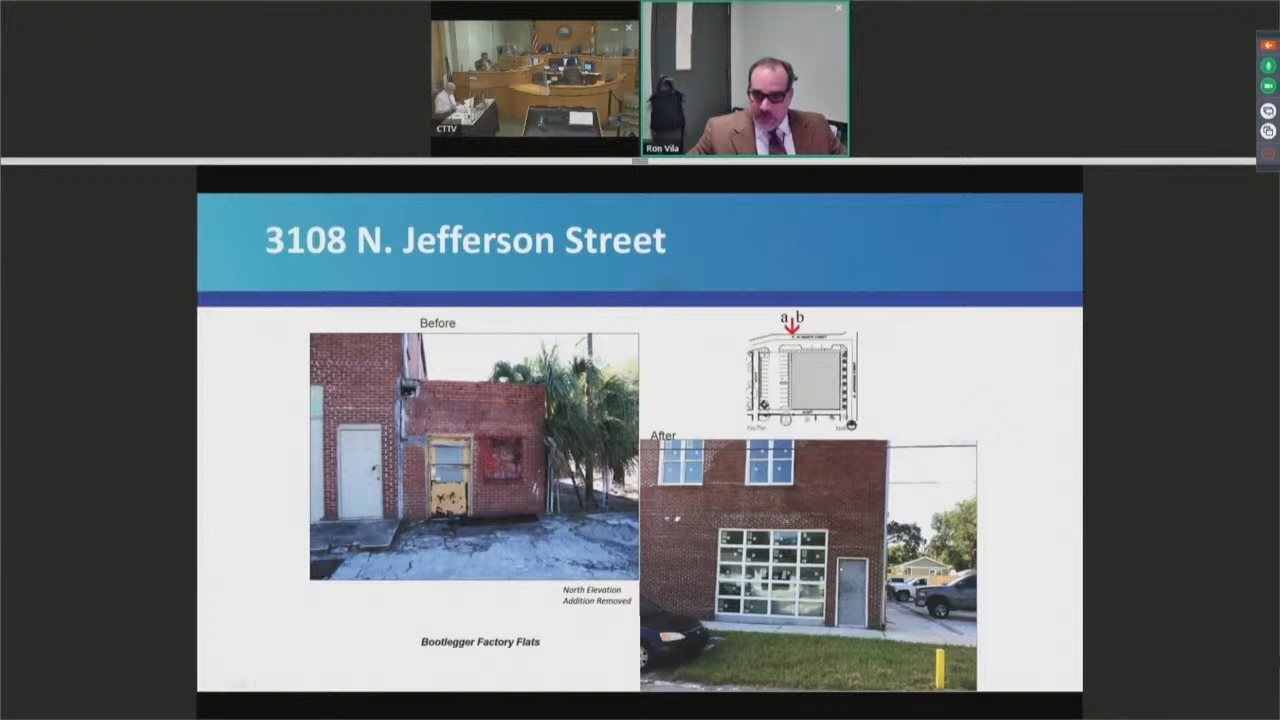 CTTV
Ron Vila
3108 N. Jefferson Street
Before
a b
After
North Elevation
Addition Removed
Bootlegger Factory Flats